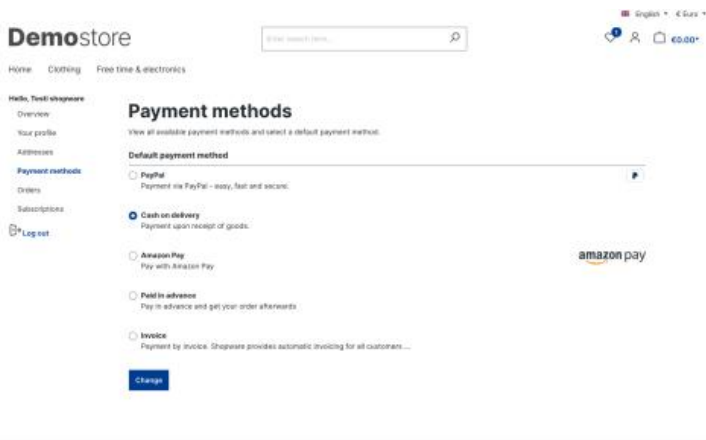 English € Euro
Demostore
Enter search term...
1
€0.00*
Home Clothing Free time & electronics
Hello, Testi shopware
Overview
Your profile
Addresses
Payment methods
Orders
Subscriptions
Log out
Payment methods
View all available payment methods and select a default payment method.
Default payment method
PayPal
Payment via PayPal - easy, fast and secure.
Cash on delivery
Payment upon receipt of goods.
Amazon Pay
Pay with Amazon Pay
amazon pay
Paid in advance
Pay in advance and get your order afterwards
Invoice
Payment by invoice. Shopware provides automatic invoicing for all customers ...
Change